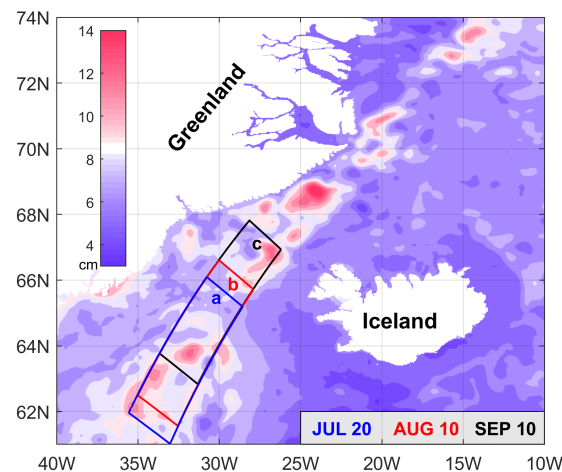 74N
72N
70N
68N
66N
64N
62N
14
12
10
8
6
4
cm
Greenland
c
b
a
Iceland
JUL 20 AUG 10 SEP 10
40W 35W 30W 25W 20W 15W 10W